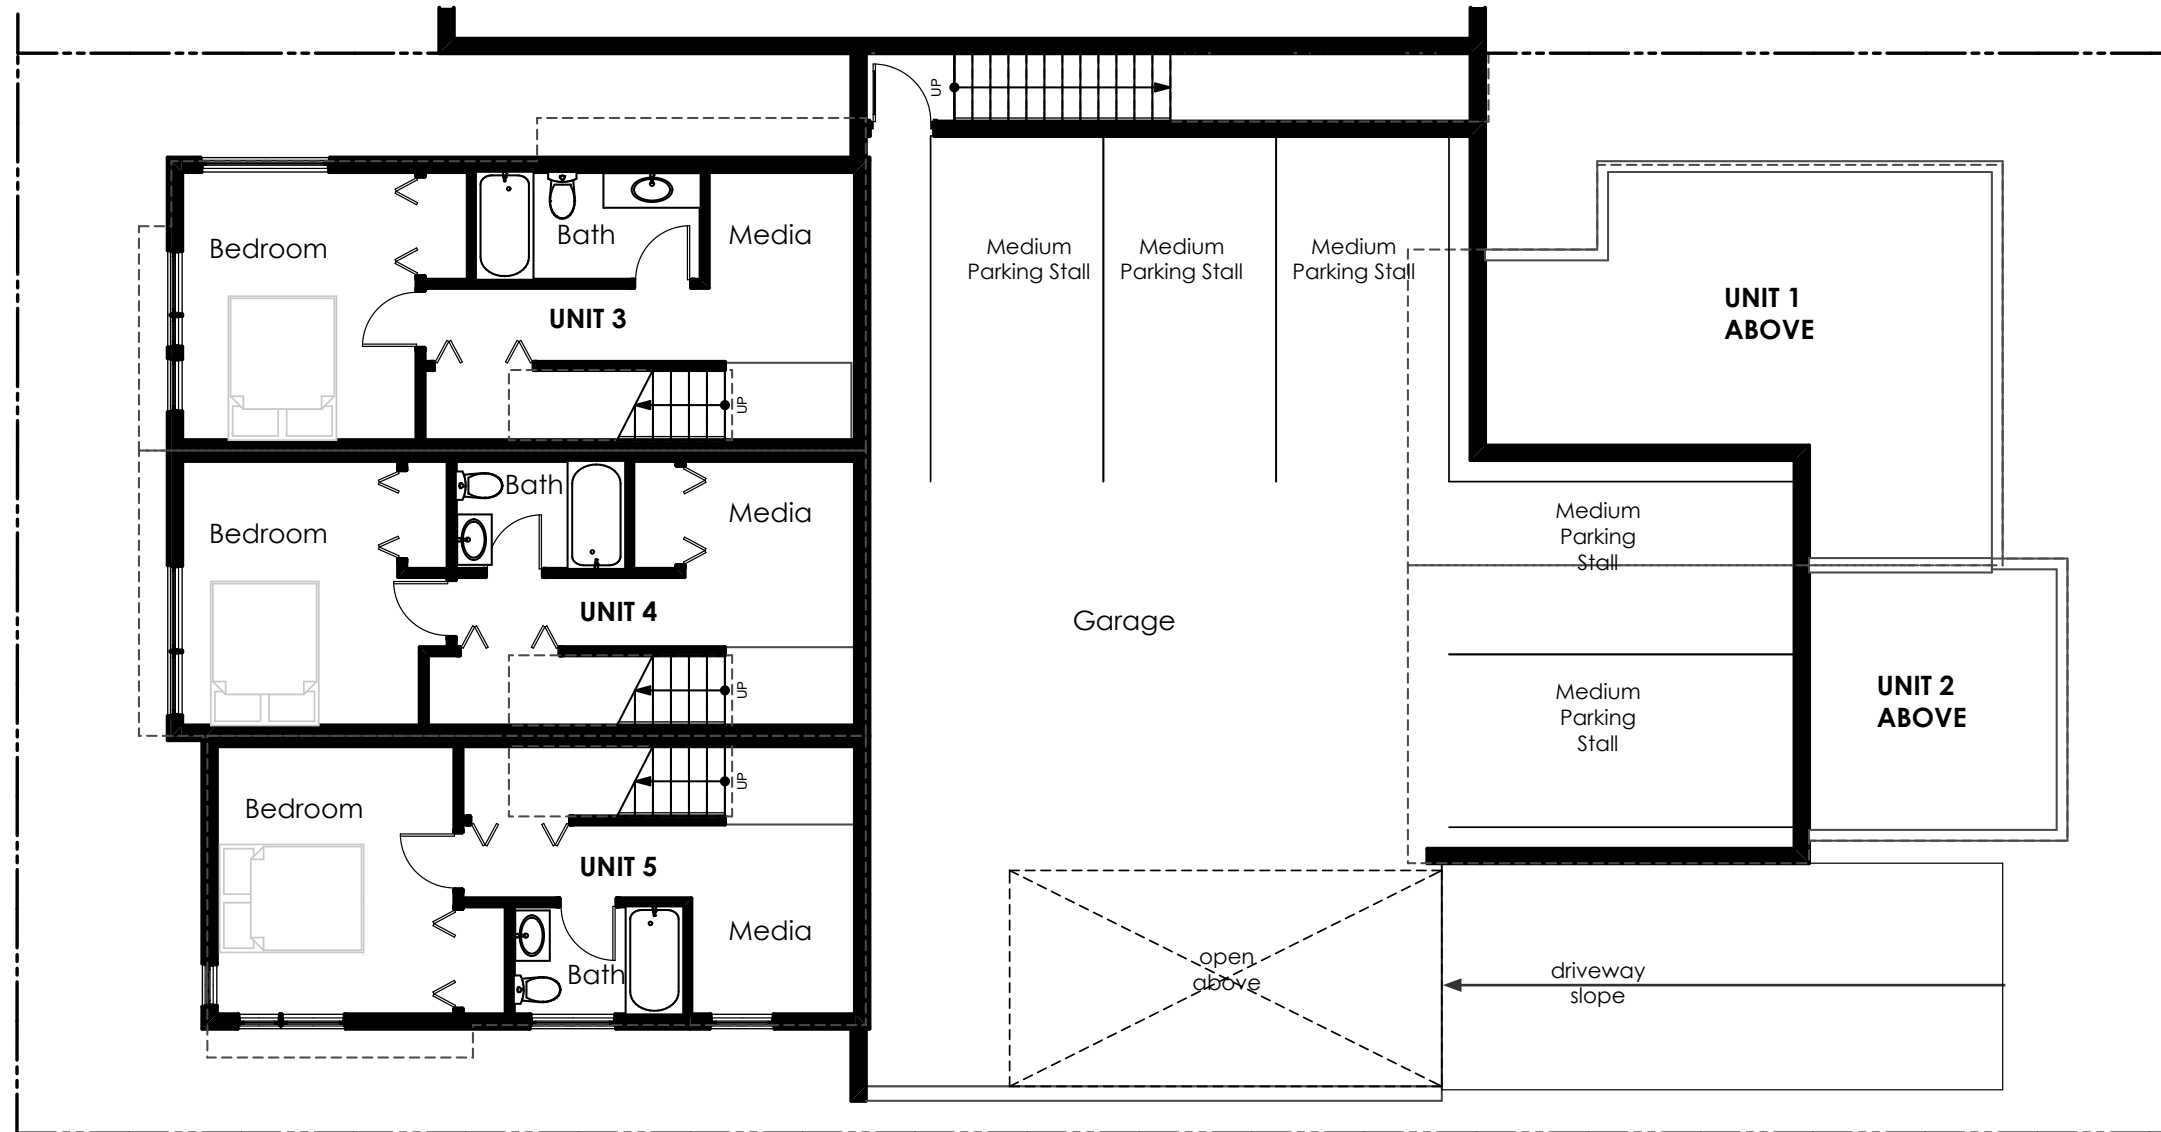 UP
Bedroom
Bath
Media
UNIT 3
UP
Medium
Parking Stall
Medium
Parking Stall
Medium
Parking Stall
UNIT 1
ABOVE
Bedroom
Bath
Media
UNIT 4
UP
Garage
Medium
Parking
Stall
Medium
Parking
Stall
UNIT 2
ABOVE
UP
Bedroom
UNIT 5
Bath
Media
open
above
driveway
slope